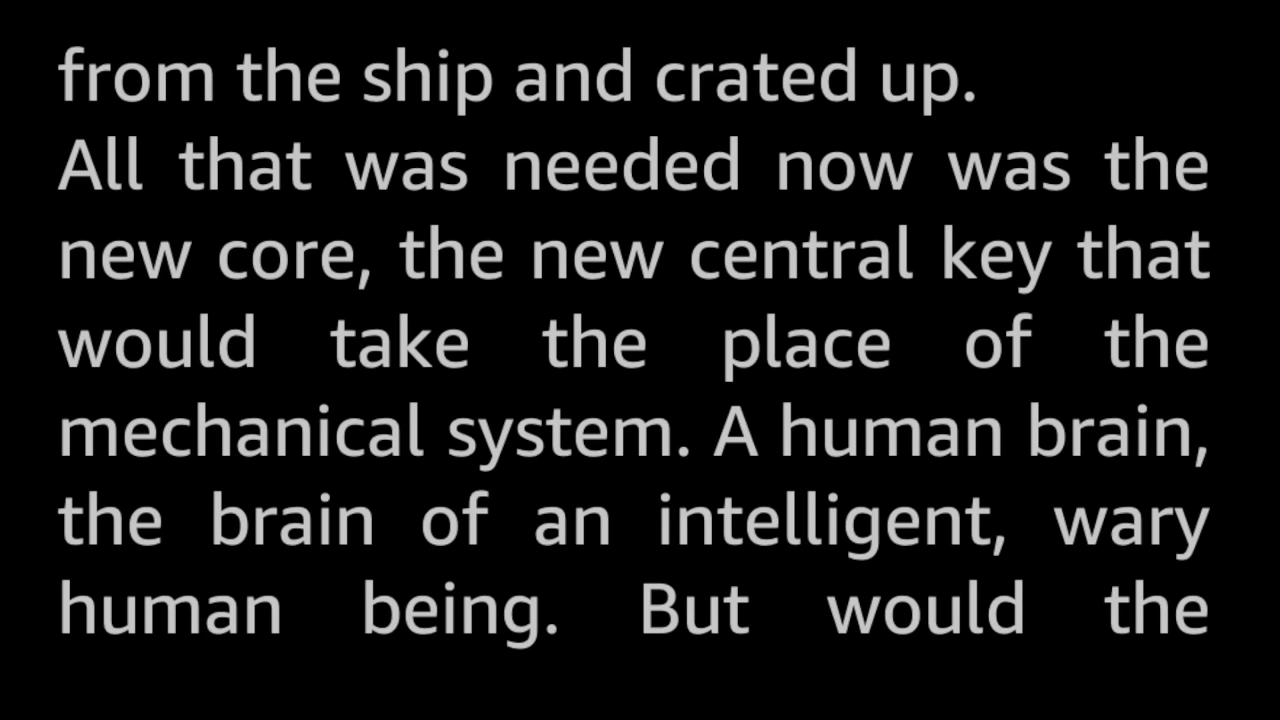 from the ship and crated up.
All that was needed now was the
new core, the new central key that
would take the place of the
mechanical system. A human brain,
the brain of an intelligent, wary
human being. But would the